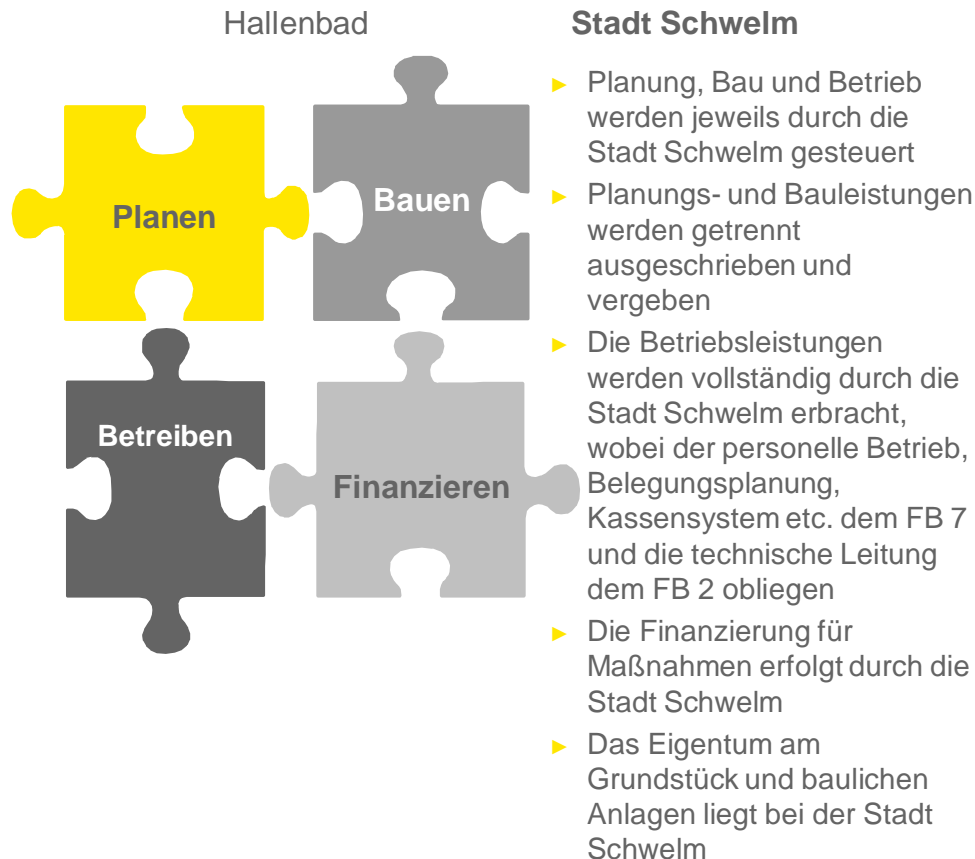 Hallenbad
Stadt Schwelm
Planen
Bauen
Betreiben
Finanzieren
► Planung, Bau und Betrieb
werden jeweils durch die
Stadt Schwelm gesteuert
► Planungs- und Bauleistungen
werden getrennt
ausgeschrieben und
vergeben
► Die Betriebsleistungen
werden vollständig durch die
Stadt Schwelm erbracht,
wobei der personelle Betrieb,
Belegungsplanung,
Kassensystem etc. dem FB 7
und die technische Leitung
dem FB 2 obliegen
► Die Finanzierung für
Maßnahmen erfolgt durch die
Stadt Schwelm
► Das Eigentum am
Grundstück und baulichen
Anlagen liegt bei der Stadt
Schwelm